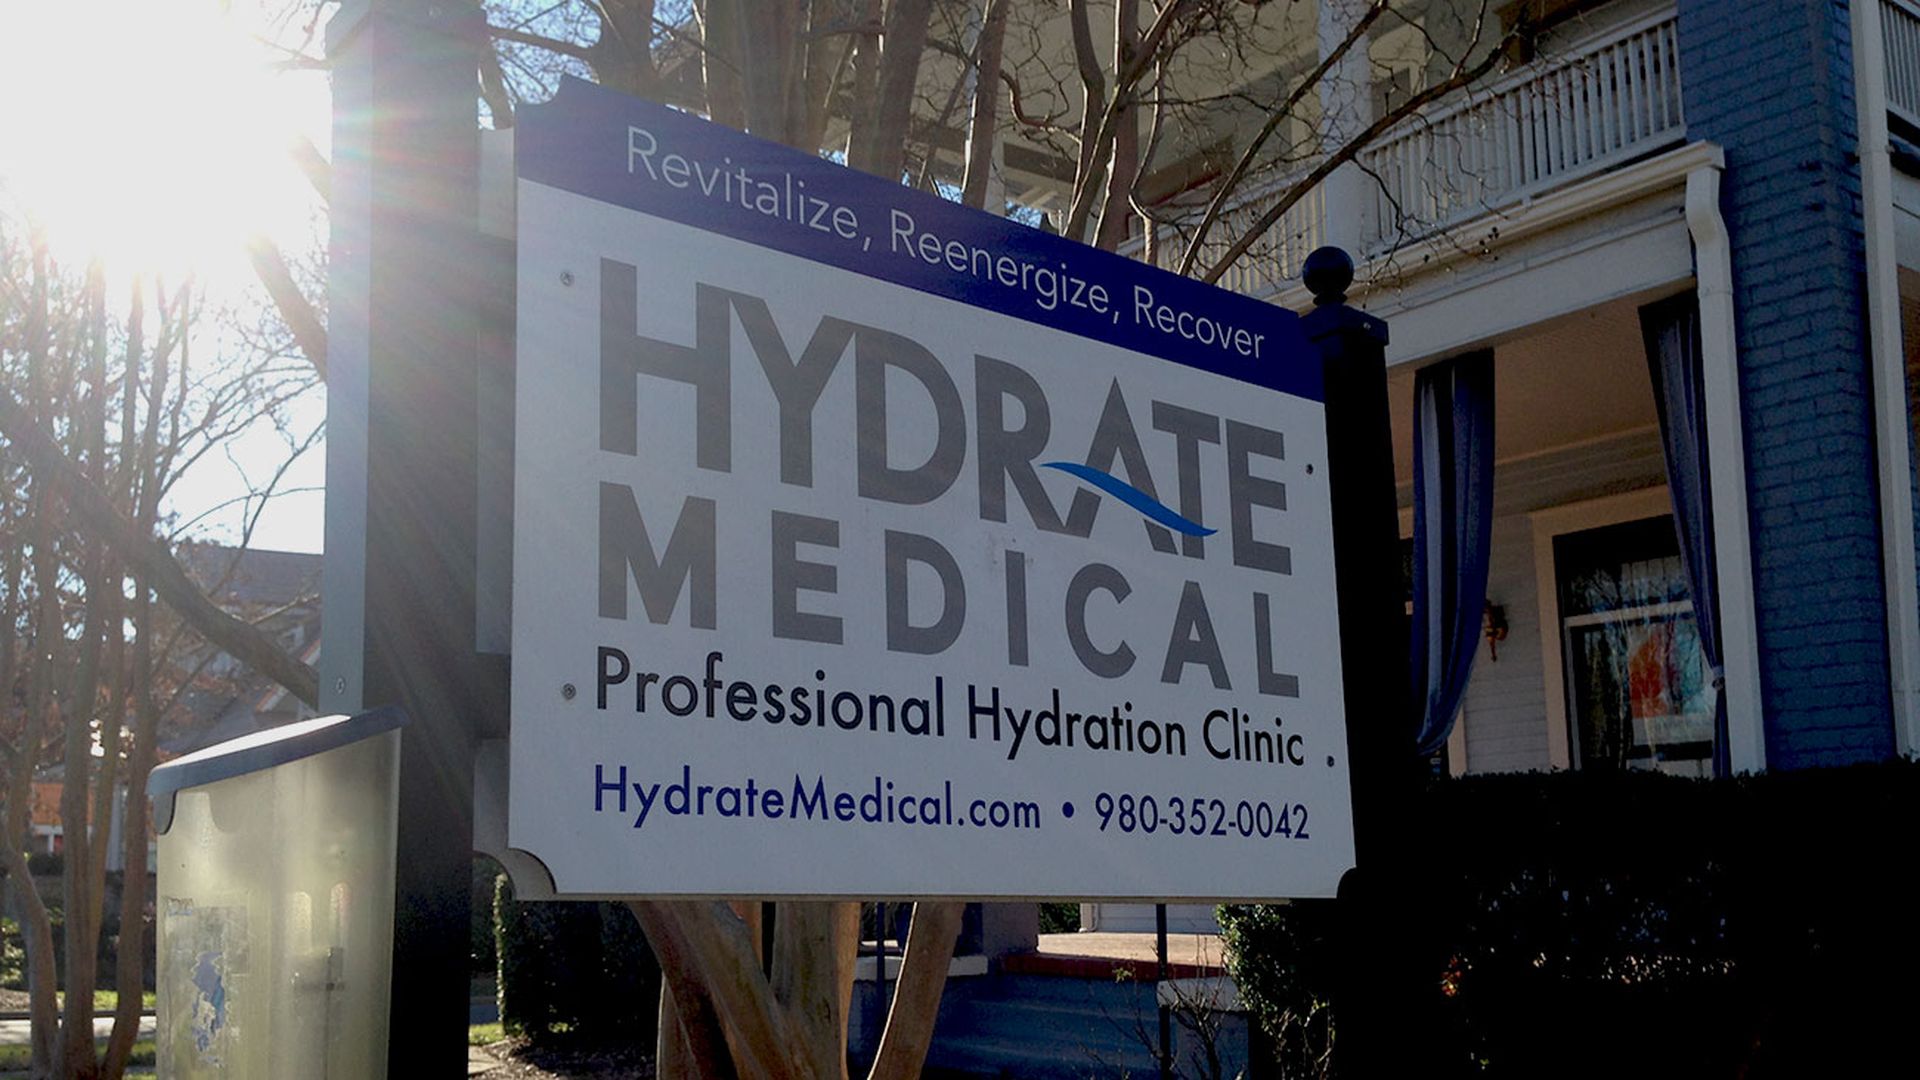 Revitalize, Reenergize, Recover
HYDRATE
MEDICAL
Professional Hydration Clinic
HydrateMedical.com • 980-352-0042